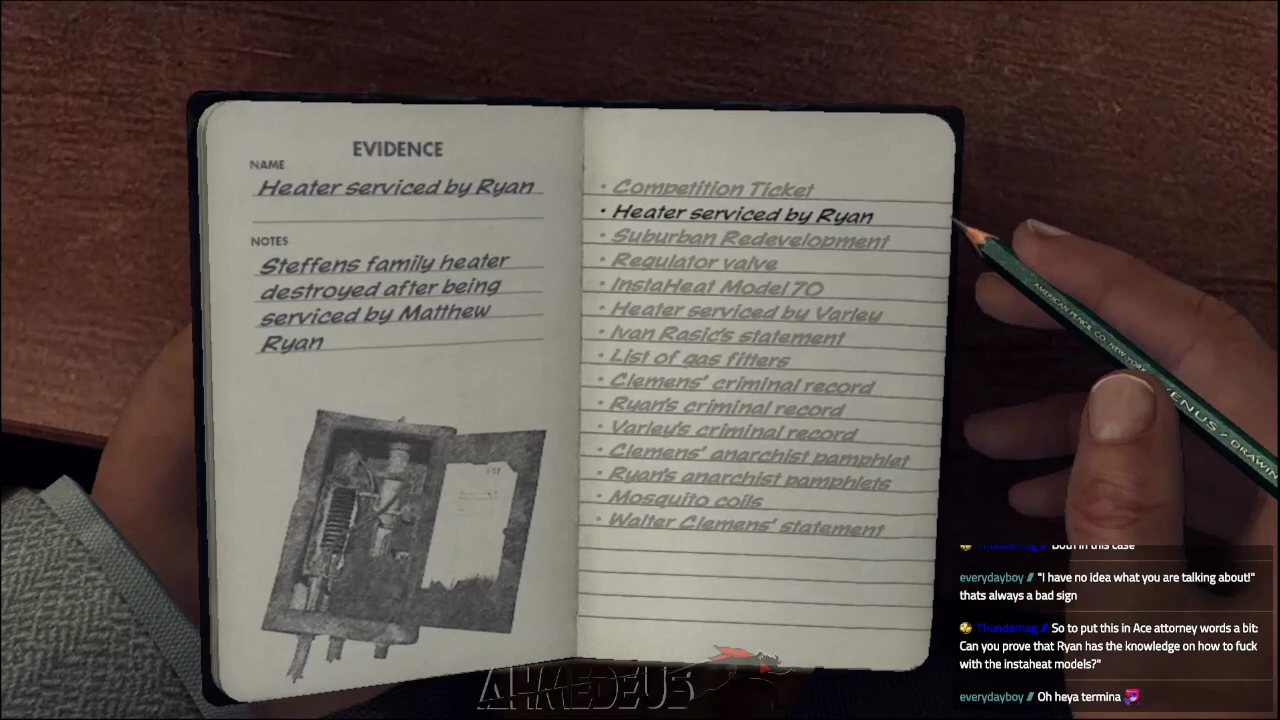 EVIDENCE
NAME
Heater serviced by Ryan
NOTES
Steffens family heater
destroyed after being
serviced by Matthew
Ryan
• Competition Ticket
• Heater serviced by Ryan
• Suburban Redevelopment
• Regulator valve
• InstaHeat Model 70
• Heater serviced by Varley
• Ivan Rasic's statement
• List of gas fitters
• Clemens' criminal record
• Ryan's criminal record
• Varley's criminal record
• Clemens' anarchist pamphlet
• Ryan's anarchist pamphlets
• Mosquito coils
• Walter Clemens' statement
AMERICAN PENCIL CO. NEW YORK
VENUS / DRAWIN
Both in this case
everydayboy // "I have no idea what you are talking about!"
thats always a bad sign
// So to put this in Ace attorney words a bit:
Can you prove that Ryan has the knowledge on how to fuck
with the instaheat models?"
everydayboy // Oh heya termina
AHMEDEUS